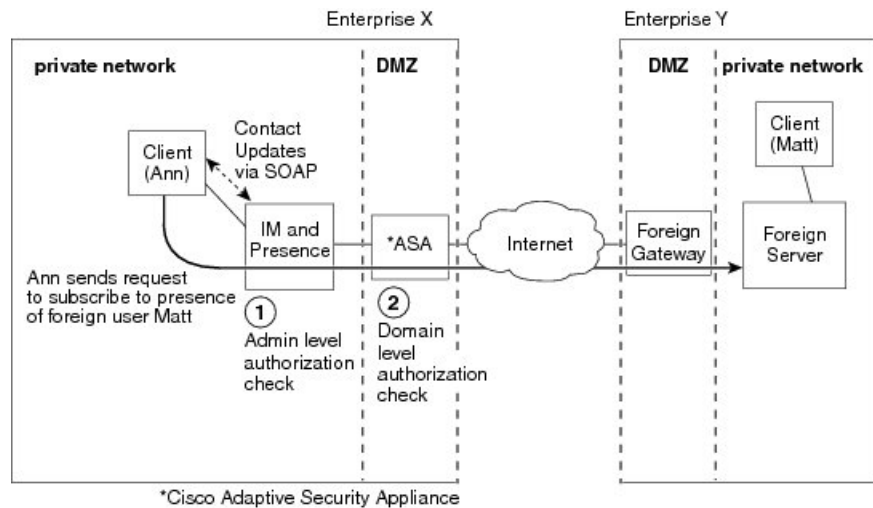 Enterprise X
Enterprise Y
private network
DMZ
DMZ
private network
Client
(Ann)
Contact
Updates
via SOAP
Client
(Matt)
IM and
Presence
*ASA
Internet
Foreign
Gateway
Foreign
Server
Ann sends request
to subscribe to presence
of foreign user Matt
1
Admin level
authorization
check
2
Domain
level
authorization
check
*Cisco Adaptive Security Appliance